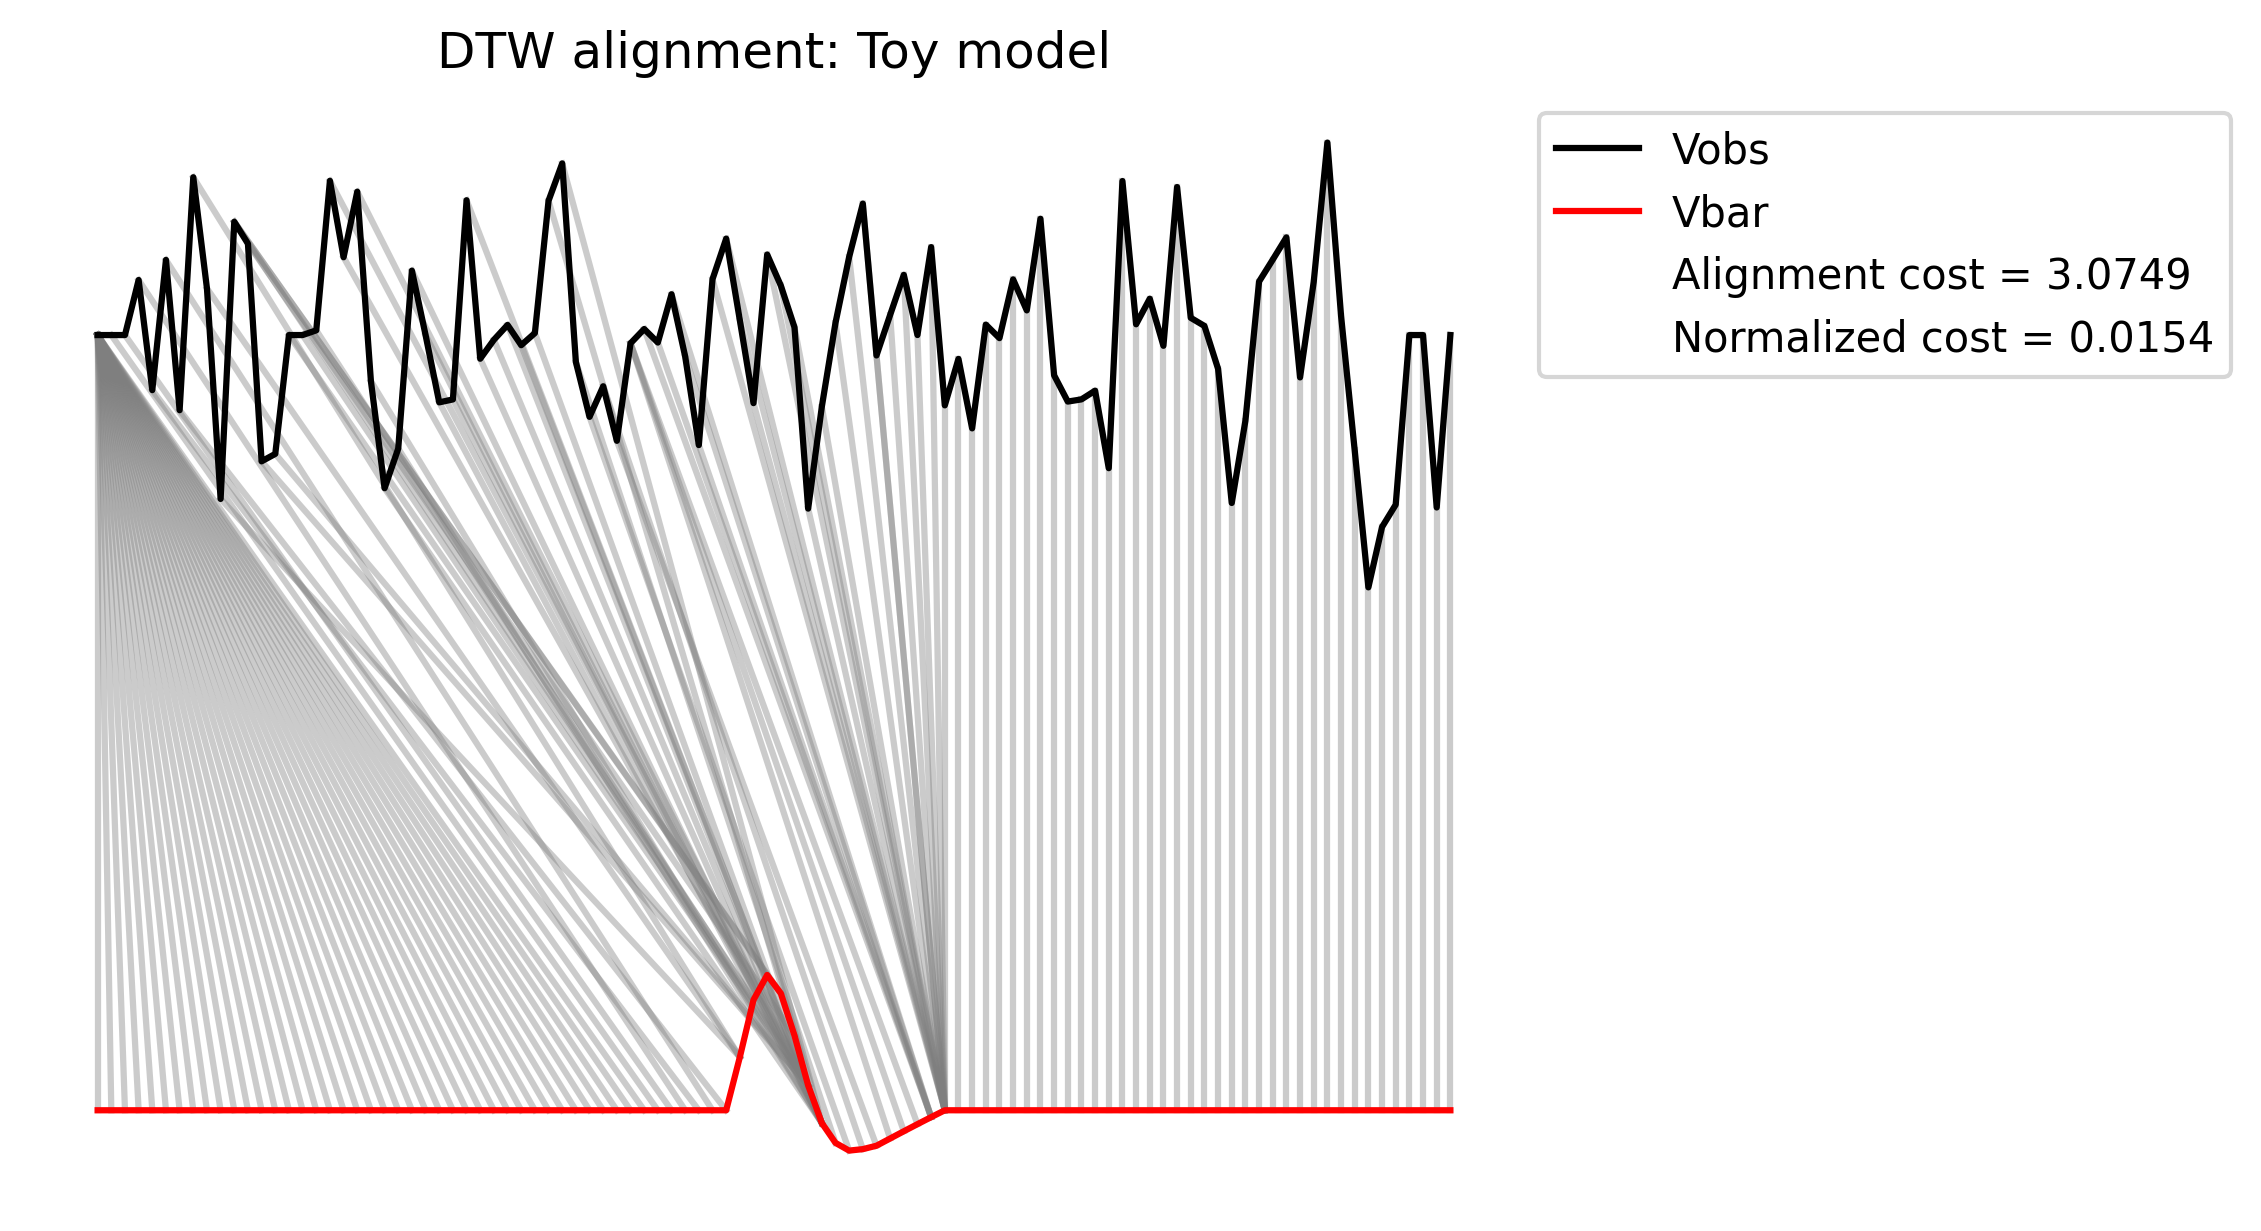 DTW alignment: Toy model
Vobs
Vbar
Alignment cost = 3.0749
Normalized cost = 0.0154